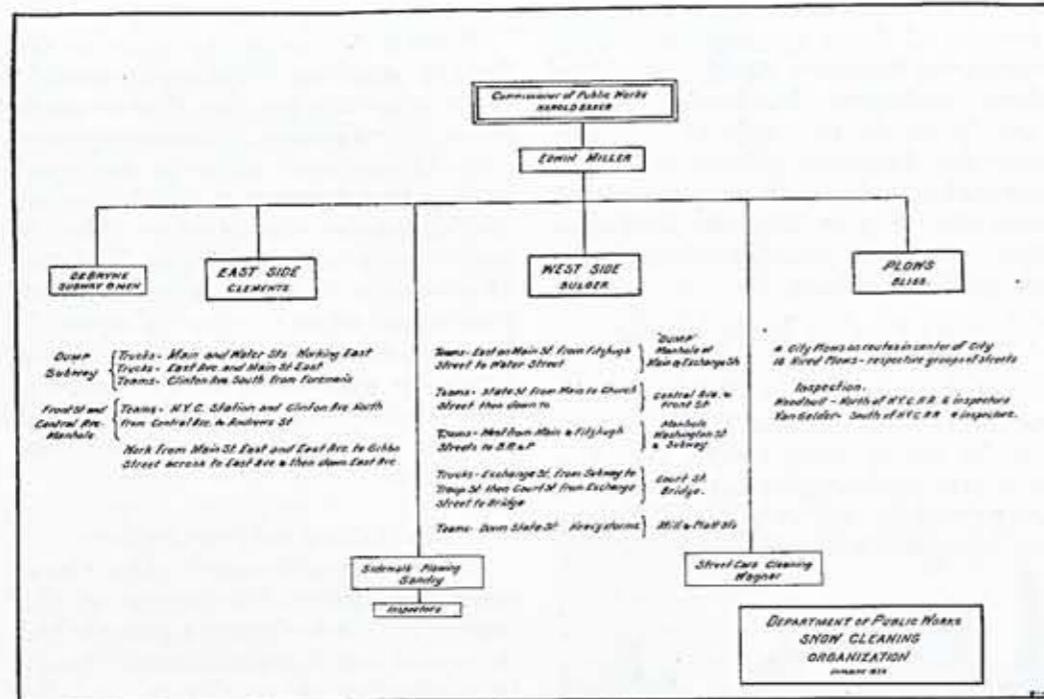 Commissioner of Public Works
HAROLD BAKER
EDWIN MILLER
DEBRYNE
SUBWAY 8 MEN
EAST SIDE
CLEMENTS
WEST SIDE
BULGER
PLOWS
BLISS.
Dump
Subway
Trucks- Main and Water Sts. Working East
Trucks- East Ave. and Main St. East
Teams- Clinton Ave. South from
Front St. and
Central Ave.
Manhole
Teams- N.Y.C. Station and Clinton Ave. North
from Central Ave. to Andrews St.
Work from Main St. East and East Ave. to Gibbs
Street across to East Ave. & then down East Ave.
Teams- East on Main St. from Fitzhugh
Street to Water Street.
"DUMP"
Manhole at
Main & Exchange Sts.
Teams- State St. from Main to Church
Street then down to
Central Ave. &
Front St.
Teams- West from Main & Fitzhugh
Streets to B.R.& P.
Manhole
Washington St.
& Subway
Trucks- Exchange St. from Subway to
Troup St. then Court St. from Exchange
Street to Bridge
Court St.
Bridge.
Teams- Down State St.
Mill & Platt Sts.
City Plows on routes in center of City
Hired Plows- respective groups of streets
Inspection.
Woodhull- North of N.Y.C. R.R. inspectors
Van Gelder- South of N.Y.C. R.R. inspectors.
Sidewalk Plowing
Inspectors
Street Cars Cleaning
Wagner
DEPARTMENT OF PUBLIC WORKS
SNOW CLEANING
ORGANIZATION